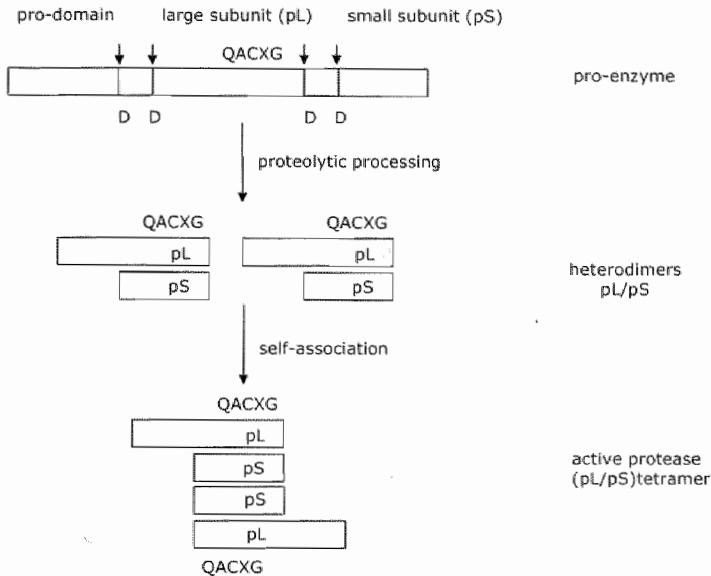 pro-domain large subunit (pL) small subunit (pS)
QACXG
pro-enzyme
D D D D
proteolytic processing
QACXG QACXG
pL pL
pS pS
heterodimers
pL/pS
self-association
QACXG
pL
pS
pS
pL
QACXG
active protease
(pL/pS)tetramer